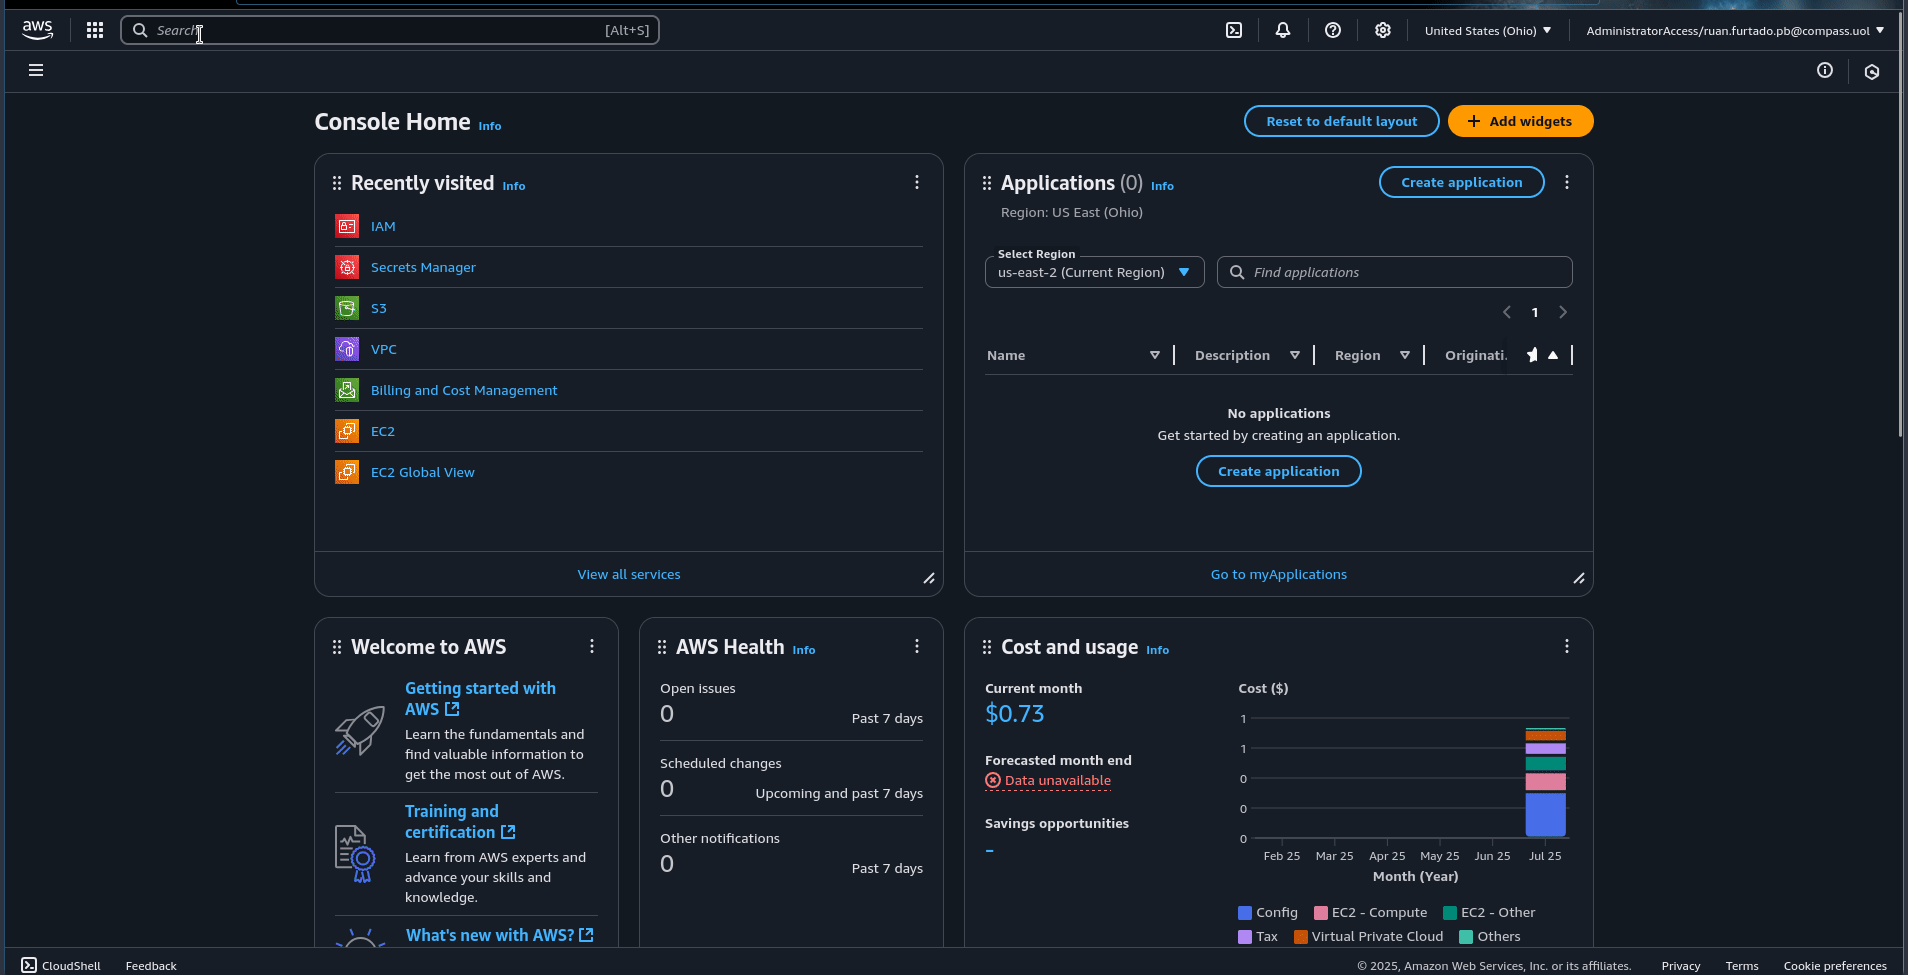 aws
Search
[Alt+S]
United States (Ohio)
AdministratorAccess/ruan.furtado.pb@compass.uol
Console Home Info
Reset to default layout
Add widgets
Recently visited Info
IAM
Secrets Manager
S3
VPC
Billing and Cost Management
EC2
EC2 Global View
View all services
Applications (0) Info
Create application
Region: US East (Ohio)
Select Region
us-east-2 (Current Region)
Find applications
1
Name
Description
Region
Originati.
No applications
Get started by creating an application.
Create application
Go to myApplications
Welcome to AWS
Getting started with
AWS
Learn the fundamentals and
find valuable information to
get the most out of AWS.
Training and
certification
Learn from AWS experts and
advance your skills and
knowledge.
What's new with AWS?
AWS Health Info
Open issues
0
Past 7 days
Scheduled changes
0
Upcoming and past 7 days
Other notifications
0
Past 7 days
Cost and usage Info
Current month
$0.73
Forecasted month end
Data unavailable
Savings opportunities
-
Cost ($)
1
1
0
0
0
Feb 25 Mar 25 Apr 25 May 25 Jun 25 Jul 25
Month (Year)
Config EC2 - Compute EC2 - Other
Tax Virtual Private Cloud Others
CloudShell
Feedback
© 2025, Amazon Web Services, Inc. or its affiliates.
Privacy
Terms
Cookie preferences